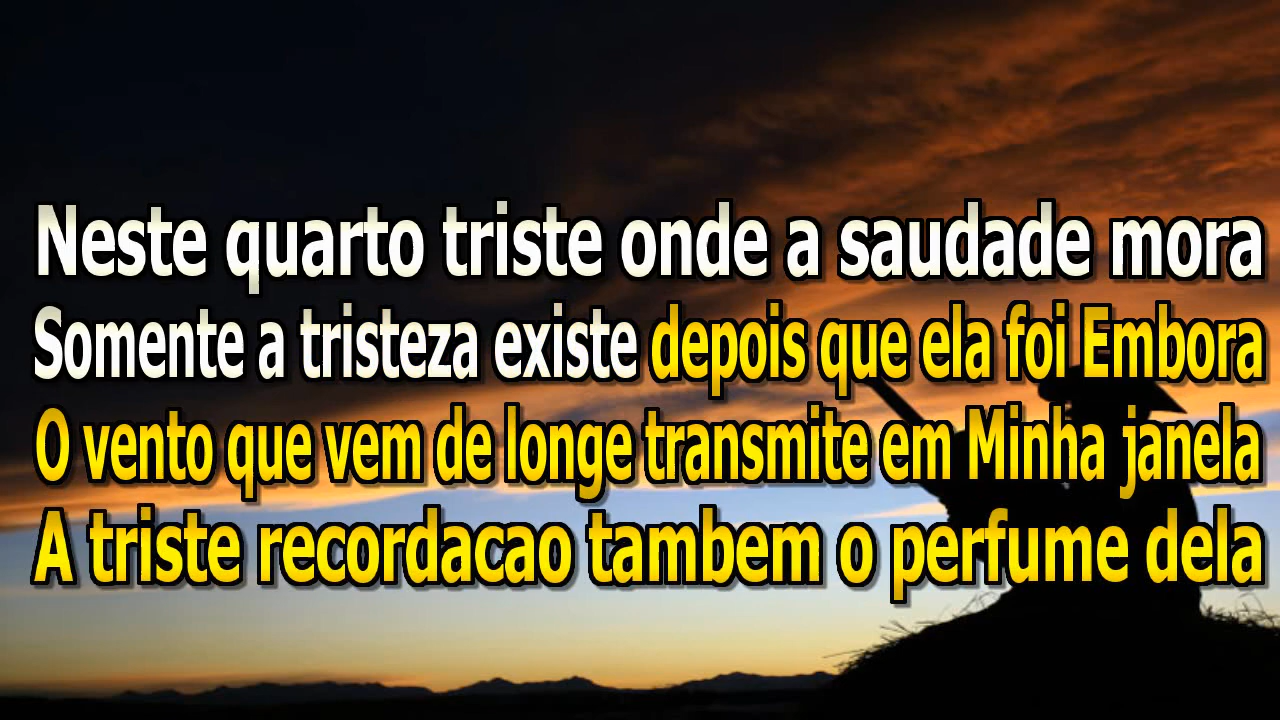 Neste quarto triste onde a saudade mora
Somente a tristeza existe depois que ela foi Embora
O vento que vem de longe transmite em Minha janela
A triste recordacao tambem o perfume dela